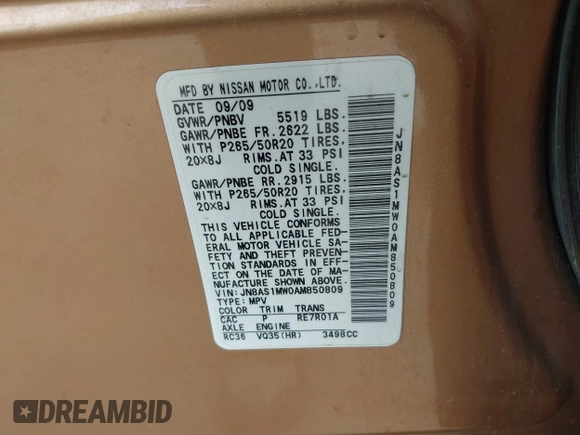 MFD BY NISSAN MOTOR CO.,LTD.
DATE 09/09
GVWR/PNBV 5519 LBS.
GAWR/PNBE FR. 2622 LBS.
WITH P265/50R20 TIRES,
20X8J RIMS.AT 33 PSI
COLD SINGLE.
GAWR/PNBE RR. 2915 LBS.
WITH P265/50R20 TIRES,
20X8J RIMS.AT 33 PSI
COLD SINGLE.
THIS VEHICLE CONFORMS
TO ALL APPLICABLE FED-
ERAL MOTOR VEHICLE SA-
FETY AND THEFT PREVEN-
TION STANDARDS IN EFF-
ECT ON THE DATE OF MA-
NUFACTURE SHOWN ABOVE.
VIN:JN8AS1MW0AM850809
TYPE: MPV
COLOR TRIM TRANS
CAC P RE7R01A
AXLE ENGINE
RC36 VQ35(HR) 3498CC
JN8AS1MW0AM850809
DREAMBID